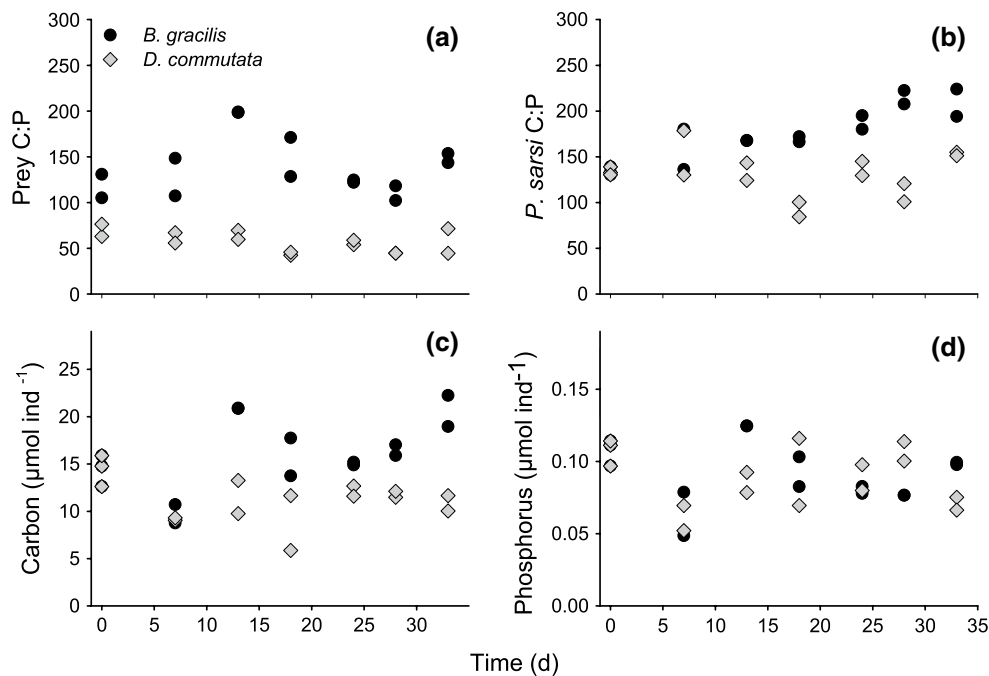 (a)
B. gracilis
D. commutata
Prey C:P
300
250
200
150
100
50
0
(b)
P. sarsi C:P
300
250
200
150
100
50
0
(c)
Carbon (µmol ind -1)
25
20
15
10
5
0
0 5 10 15 20 25 30
(d)
Phosphorus (µmol ind-1)
0.15
0.10
0.05
0.00
0 5 10 15 20 25 30 35
Time (d)